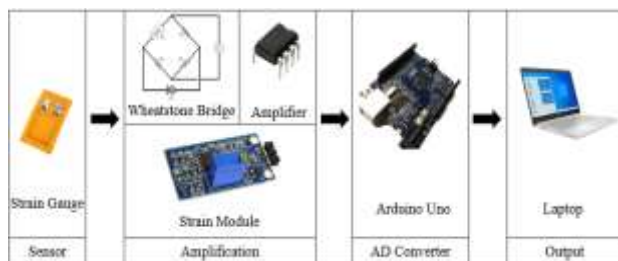 Wheatstone Bridge
Amplifier
Strain Gauge
Strain Module
Arduino Uno
Laptop
Sensor
Amplification
AD Converter
Output